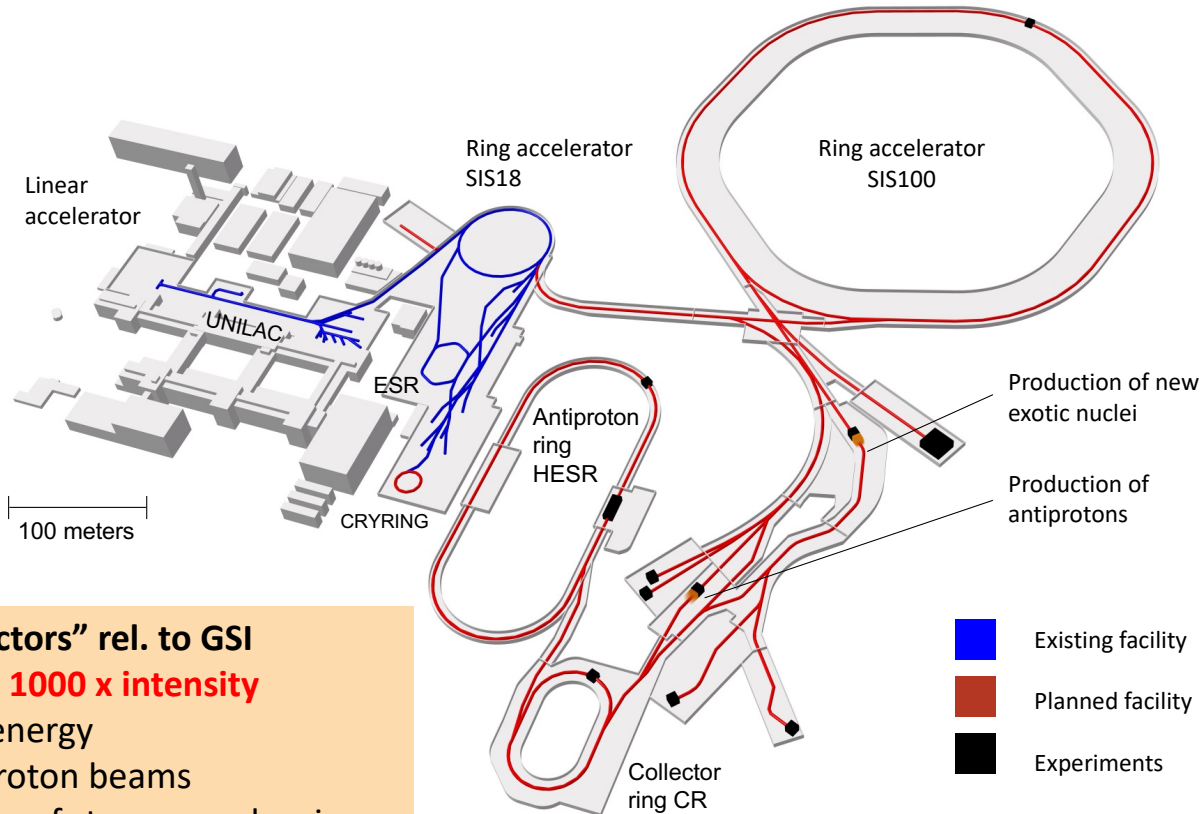 Linear
accelerator
Ring accelerator
SIS18
Ring accelerator
SIS100
UNILAC
ESR
CRYRING
100 meters
Antiproton
ring
HESR
Production of new
exotic nuclei
Production of
antiprotons
Collector
ring CR
Existing facility
Planned facility
Experiments
ctors” rel. to GSI
1000 x intensity
energy
roton beams